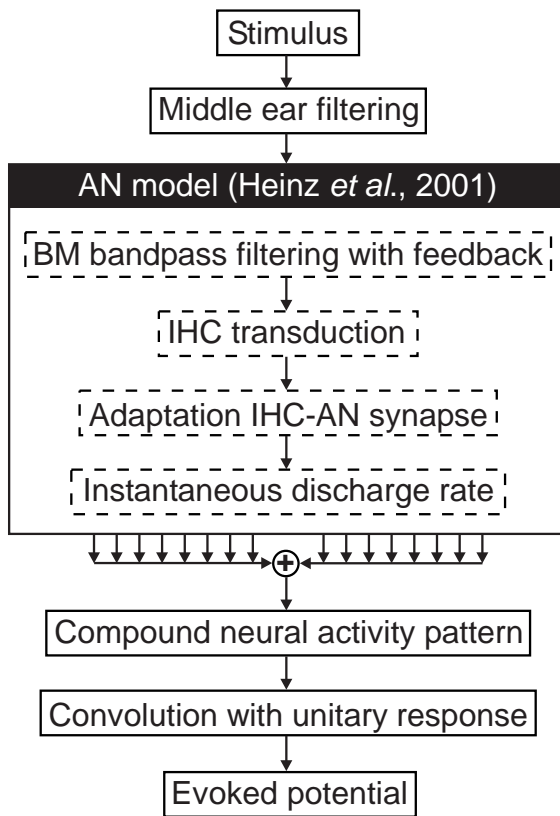 Stimulus
Middle ear filtering
AN model (Heinz et al., 2001)
BM bandpass filtering with feedback
IHC transduction
Adaptation IHC-AN synapse
Instantaneous discharge rate
+
Compound neural activity pattern
Convolution with unitary response
Evoked potential